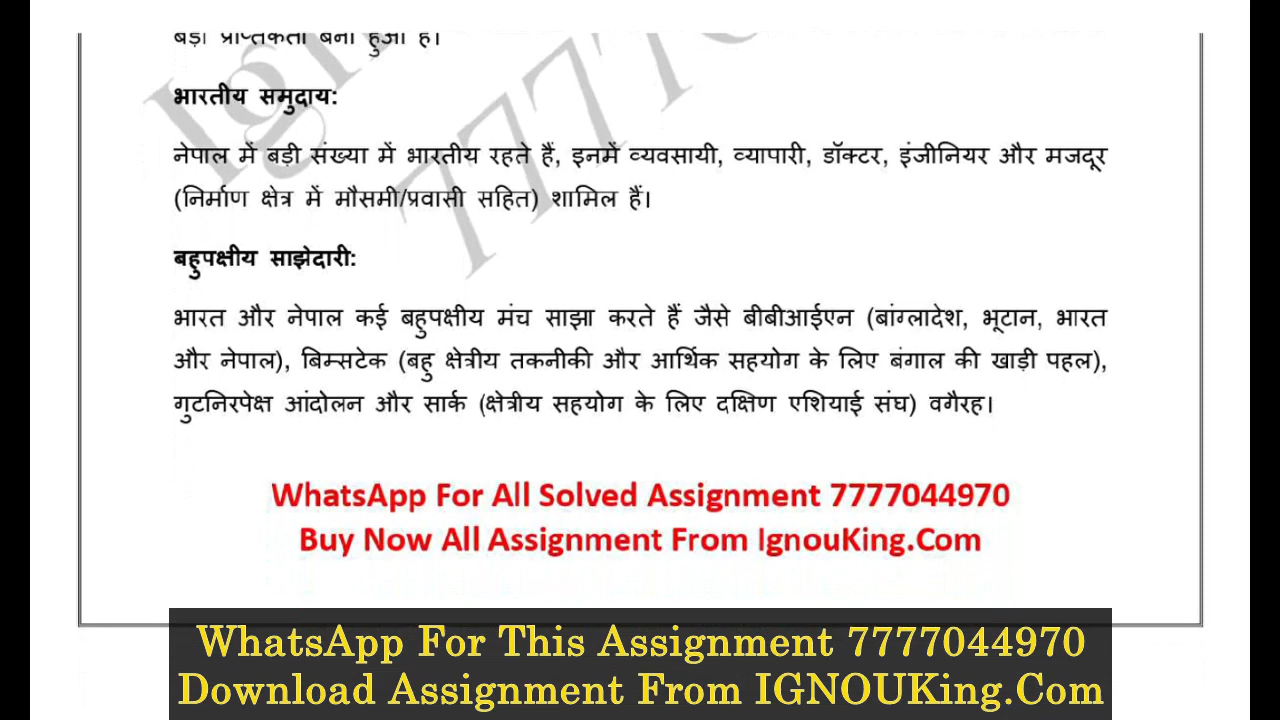 बड़ा प्राप्तकर्ता बना हुआ है।
भारतीय समुदाय:
नेपाल में बड़ी संख्या में भारतीय रहते हैं, इनमें व्यवसायी, व्यापारी, डॉक्टर, इंजीनियर और मजदूर
(निर्माण क्षेत्र में मौसमी/प्रवासी सहित) शामिल हैं।
बहुपक्षीय साझेदारी:
भारत और नेपाल कई बहुपक्षीय मंच साझा करते हैं जैसे बीबीआईएन (बांग्लादेश, भूटान, भारत
और नेपाल), बिम्सटेक (बहु क्षेत्रीय तकनीकी और आर्थिक सहयोग के लिए बंगाल की खाड़ी पहल),
गुटनिरपेक्ष आंदोलन और सार्क (क्षेत्रीय सहयोग के लिए दक्षिण एशियाई संघ) वगैरह।
WhatsApp For All Solved Assignment 7777044970
Buy Now All Assignment From IgnouKing.Com
WhatsApp For This Assignment 7777044970
Download Assignment From IGNOUKing.Com